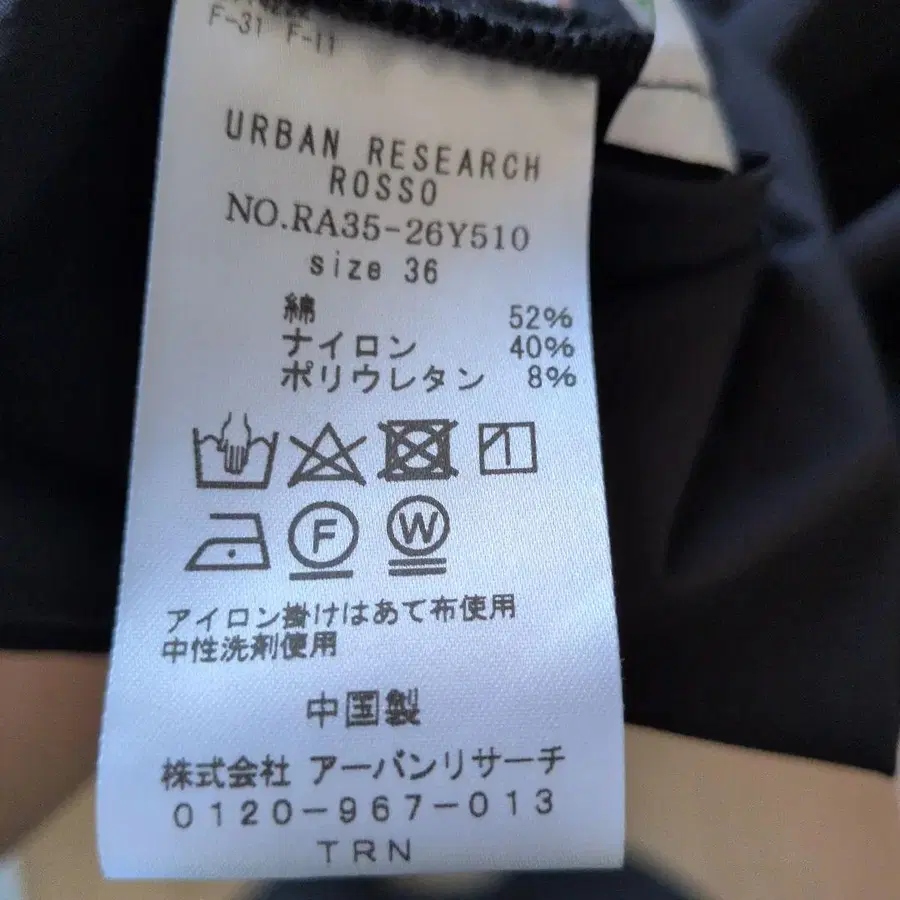 F-31 F-11
URBAN RESEARCH
ROSSO
NO.RA35-26Y510
size 36
綿 52%
ナイロン 40%
ポリウレタン 8%
F W
アイロン掛けはあて布使用
中性洗剤使用
中国製
株式会社 アーバンリサーチ
0120-967-013
TRN